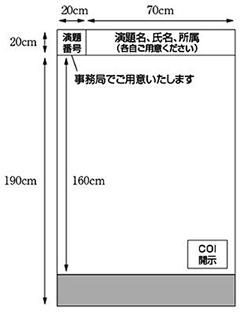 20cm 70cm
20cm
演題
番号
演題名、氏名、所属
(各自ご用意ください)
事務局でご用意いたします
190cm
160cm
COI
開示